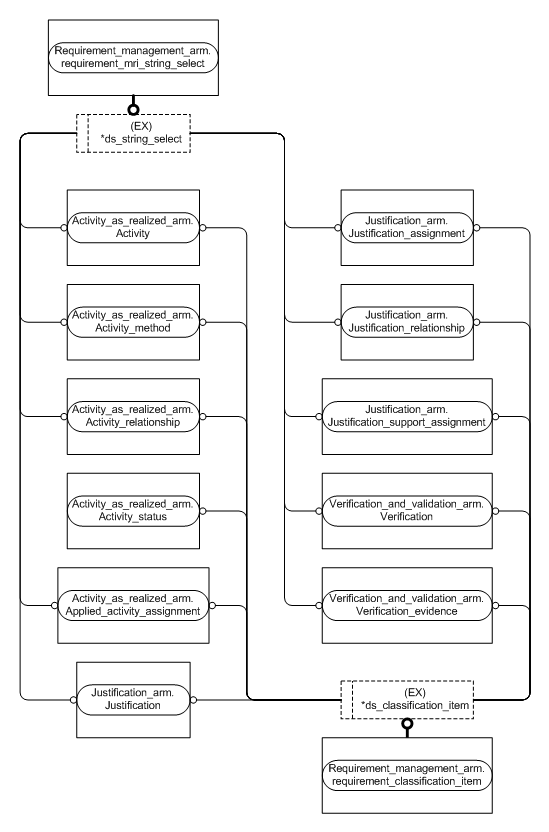 Requirement_management_arm.
requirement_mri_string_select
(EX)
*ds_string_select
Activity_as_realized_arm.
Activity
Justification_arm.
Justification_assignment
Activity_as_realized_arm.
Activity_method
Justification_arm.
Justification_relationship
Activity_as_realized_arm.
Activity_relationship
Justification_arm.
Justification_support_assignment
Activity_as_realized_arm.
Activity_status
Verification_and_validation_arm.
Verification
Activity_as_realized_arm.
Applied_activity_assignment
Verification_and_validation_arm.
Verification_evidence
Justification_arm.
Justification
(EX)
*ds_classification_item
Requirement_management_arm.
requirement_classification_item